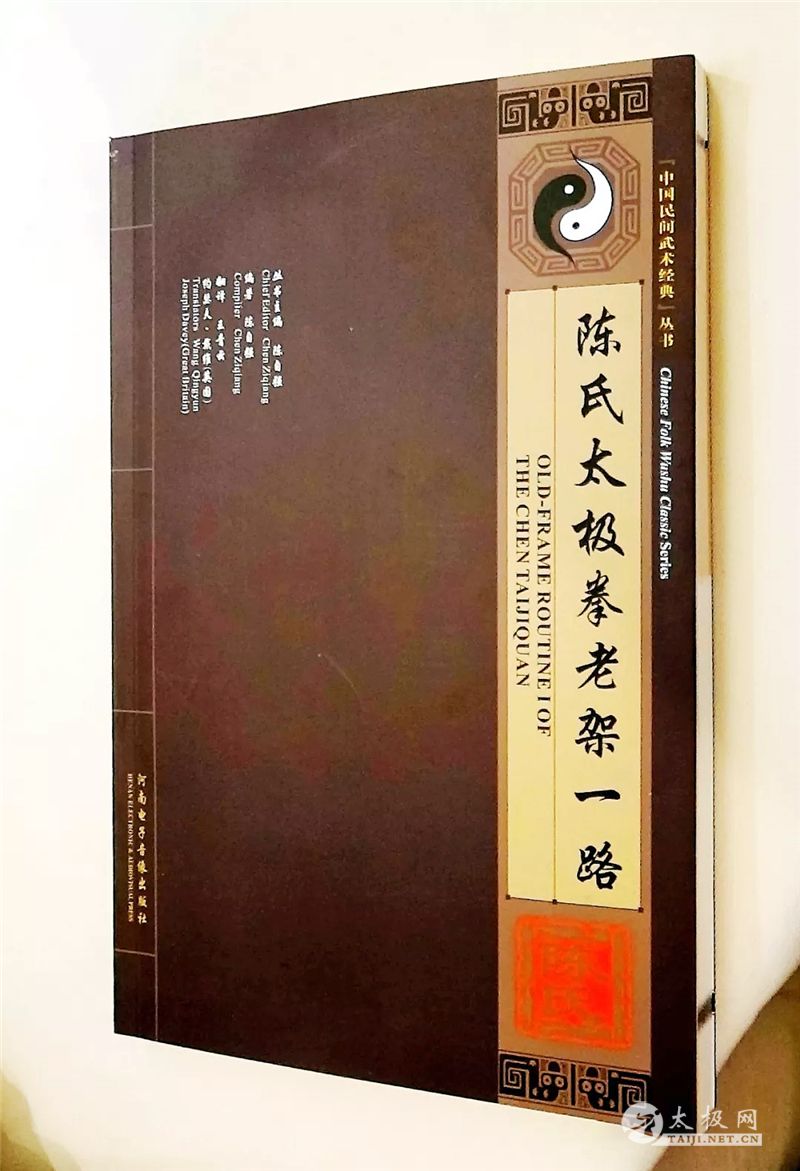 『中国民间武术经典』丛书 Chinese Folk Wushu Classic Series
陈氏太极拳老架一路
OLD-FRAME ROUTINE I OF
THE CHEN TAIJIQUAN
陈氏
丛书主编 陈自强
Chief Editor Chen Ziqiang
编著 陈自强
Compiler Chen Ziqiang
翻译 王青云
约瑟夫·戴维(英国)
Translators Wang Qingyun
Joseph Davey(Great Britain)
河南电子音像出版社
HENAN ELECTRONIC & AUDIOVISUAL PRESS
太极网
TAIJI.NET.CN